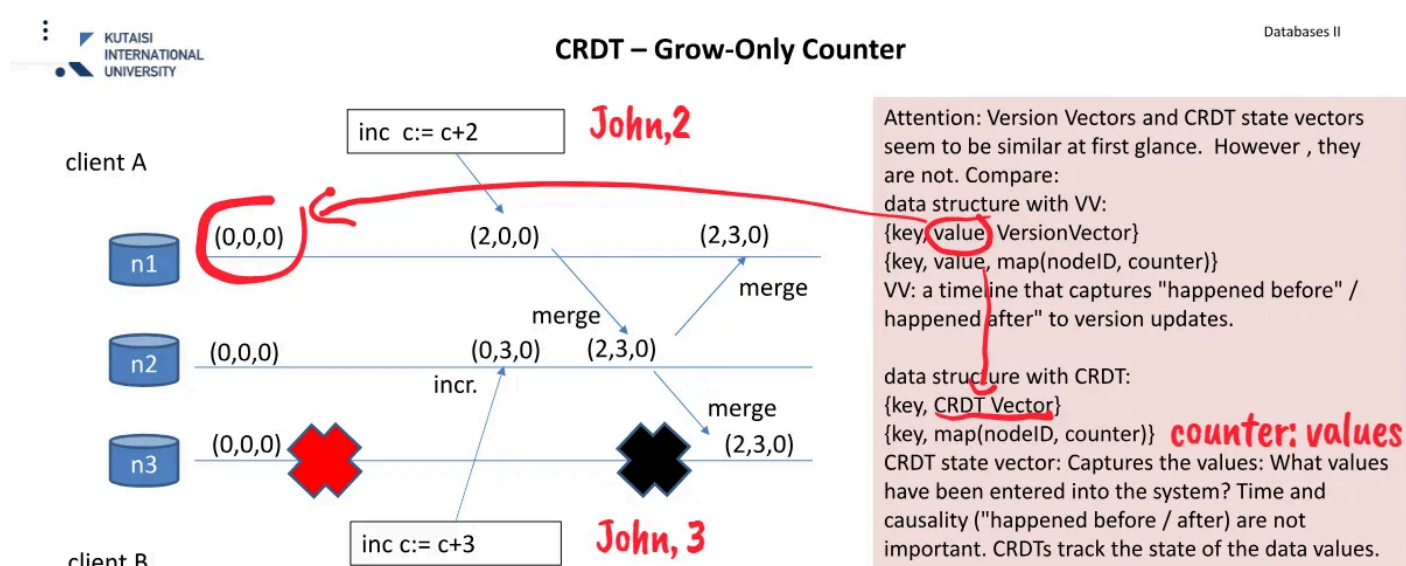 KUTAISI
INTERNATIONAL
UNIVERSITY
CRDT – Grow-Only Counter
Databases II
inc c:= c+2
John,2
client A
(0,0,0)
(2,0,0)
(2,3,0)
n1
merge
merge
(0,0,0)
(0,3,0)
(2,3,0)
n2
incr.
merge
(0,0,0)
(2,3,0)
n3
inc c:= c+3
John, 3
client B
Attention: Version Vectors and CRDT state vectors
seem to be similar at first glance. However , they
are not. Compare:
data structure with VV:
{key, value, VersionVector}
{key, value, map(nodeID, counter)}
VV: a timeline that captures "happened before" /
happened after" to version updates.
data structure with CRDT:
{key, CRDT Vector}
{key, map(nodeID, counter)} counter: values
CRDT state vector: Captures the values: What values
have been entered into the system? Time and
causality ("happened before / after) are not
important. CRDTs track the state of the data values.